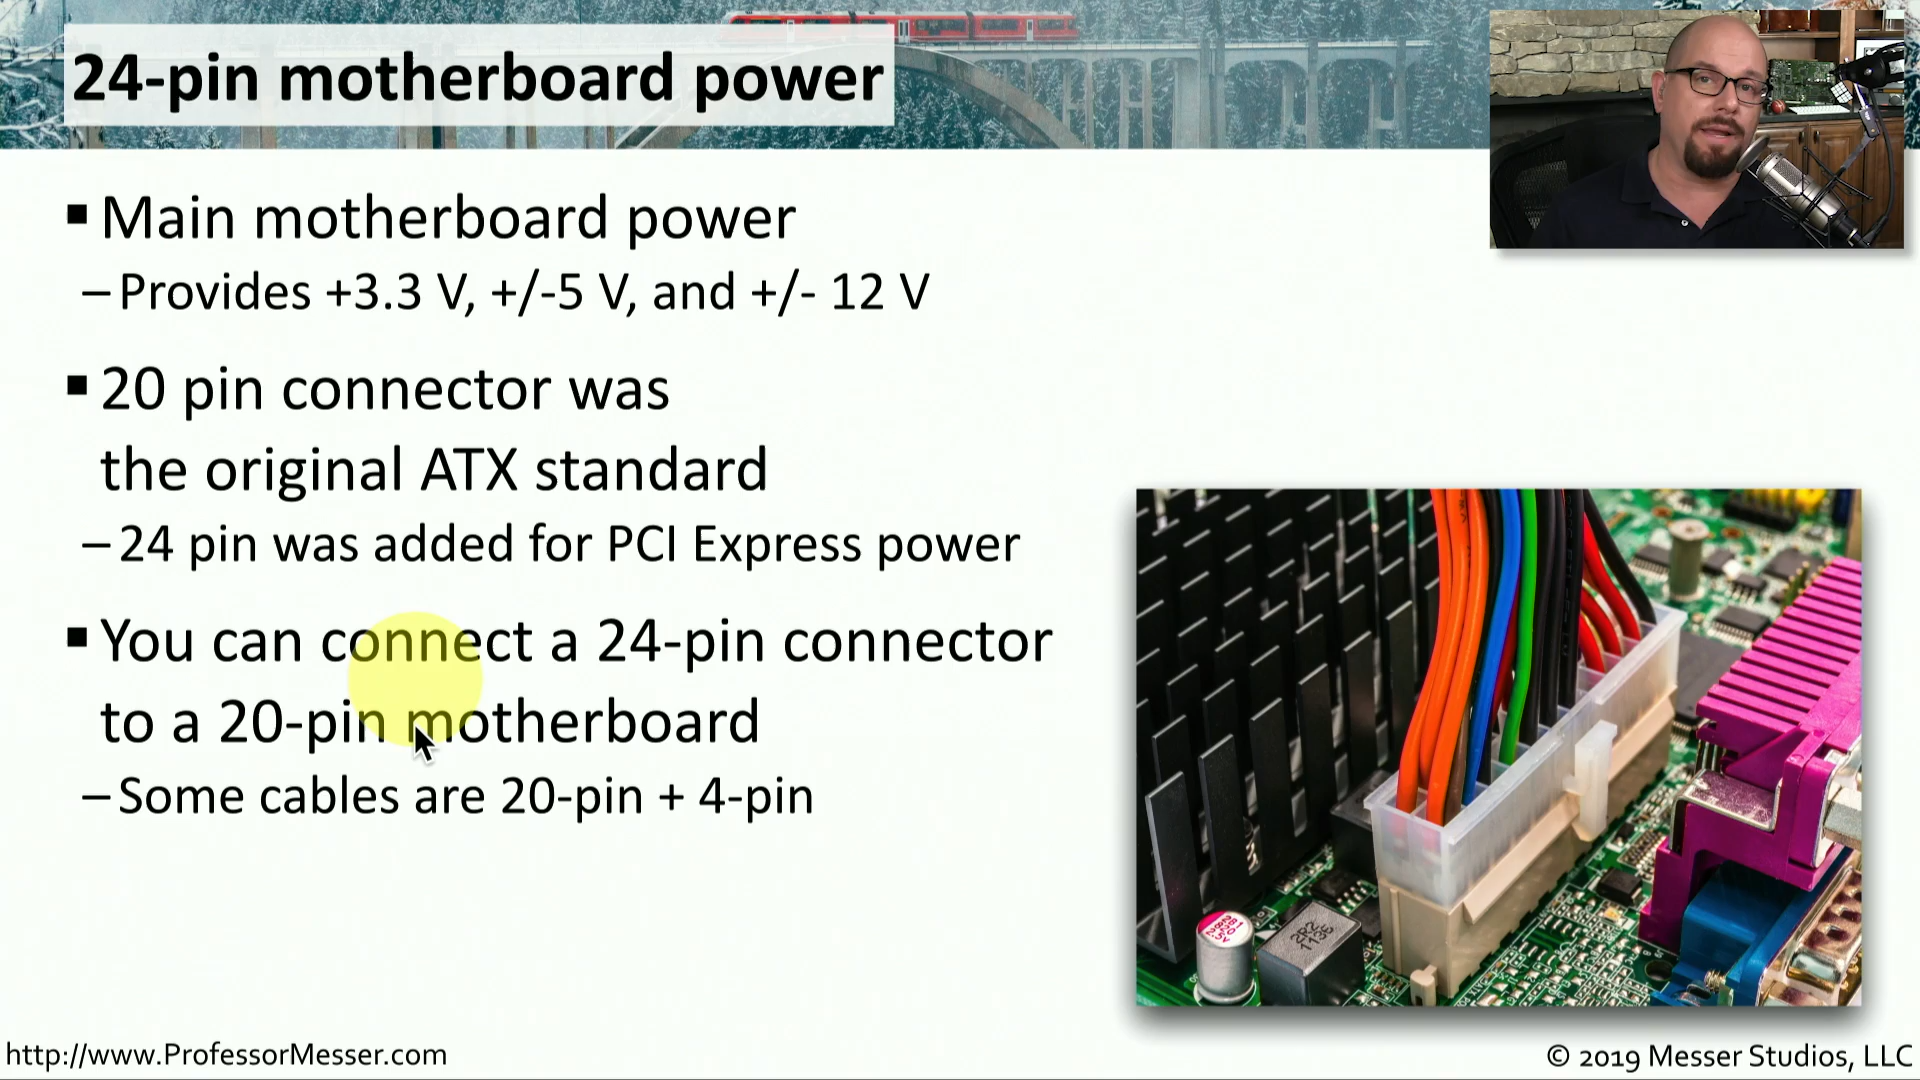 24-pin motherboard power
▪ Main motherboard power
– Provides +3.3 V, +/-5 V, and +/- 12 V
▪ 20 pin connector was
the original ATX standard
– 24 pin was added for PCI Express power
▪ You can connect a 24-pin connector
to a 20-pin motherboard
– Some cables are 20-pin + 4-pin
2R2
113E
http://www.ProfessorMesser.com
© 2019 Messer Studios, LLC